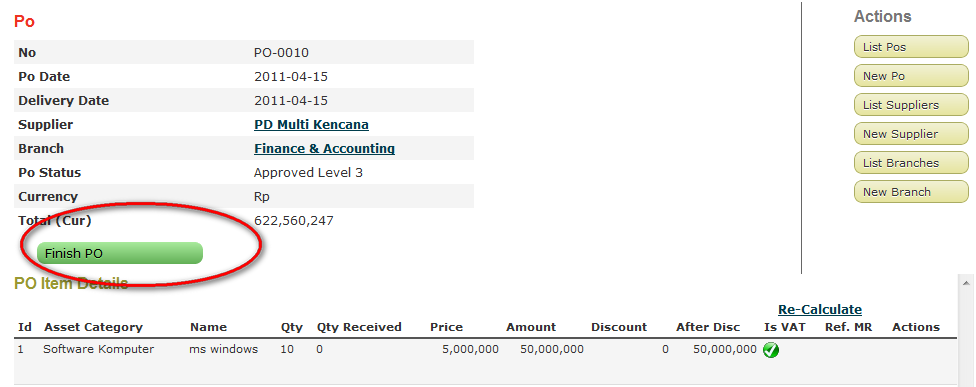 Po
No PO-0010
Po Date 2011-04-15
Delivery Date 2011-04-15
Supplier PD Multi Kencana
Branch Finance & Accounting
Po Status Approved Level 3
Currency Rp
Total (Cur) 622,560,247
Finish PO
Actions
List Pos
New Po
List Suppliers
New Supplier
List Branches
New Branch
PO Item Details
Re-Calculate
Id Asset Category Name Qty Qty Received Price Amount Discount After Disc Is VAT Ref. MR Actions
1 Software Komputer ms windows 10 0 5,000,000 50,000,000 0 50,000,000